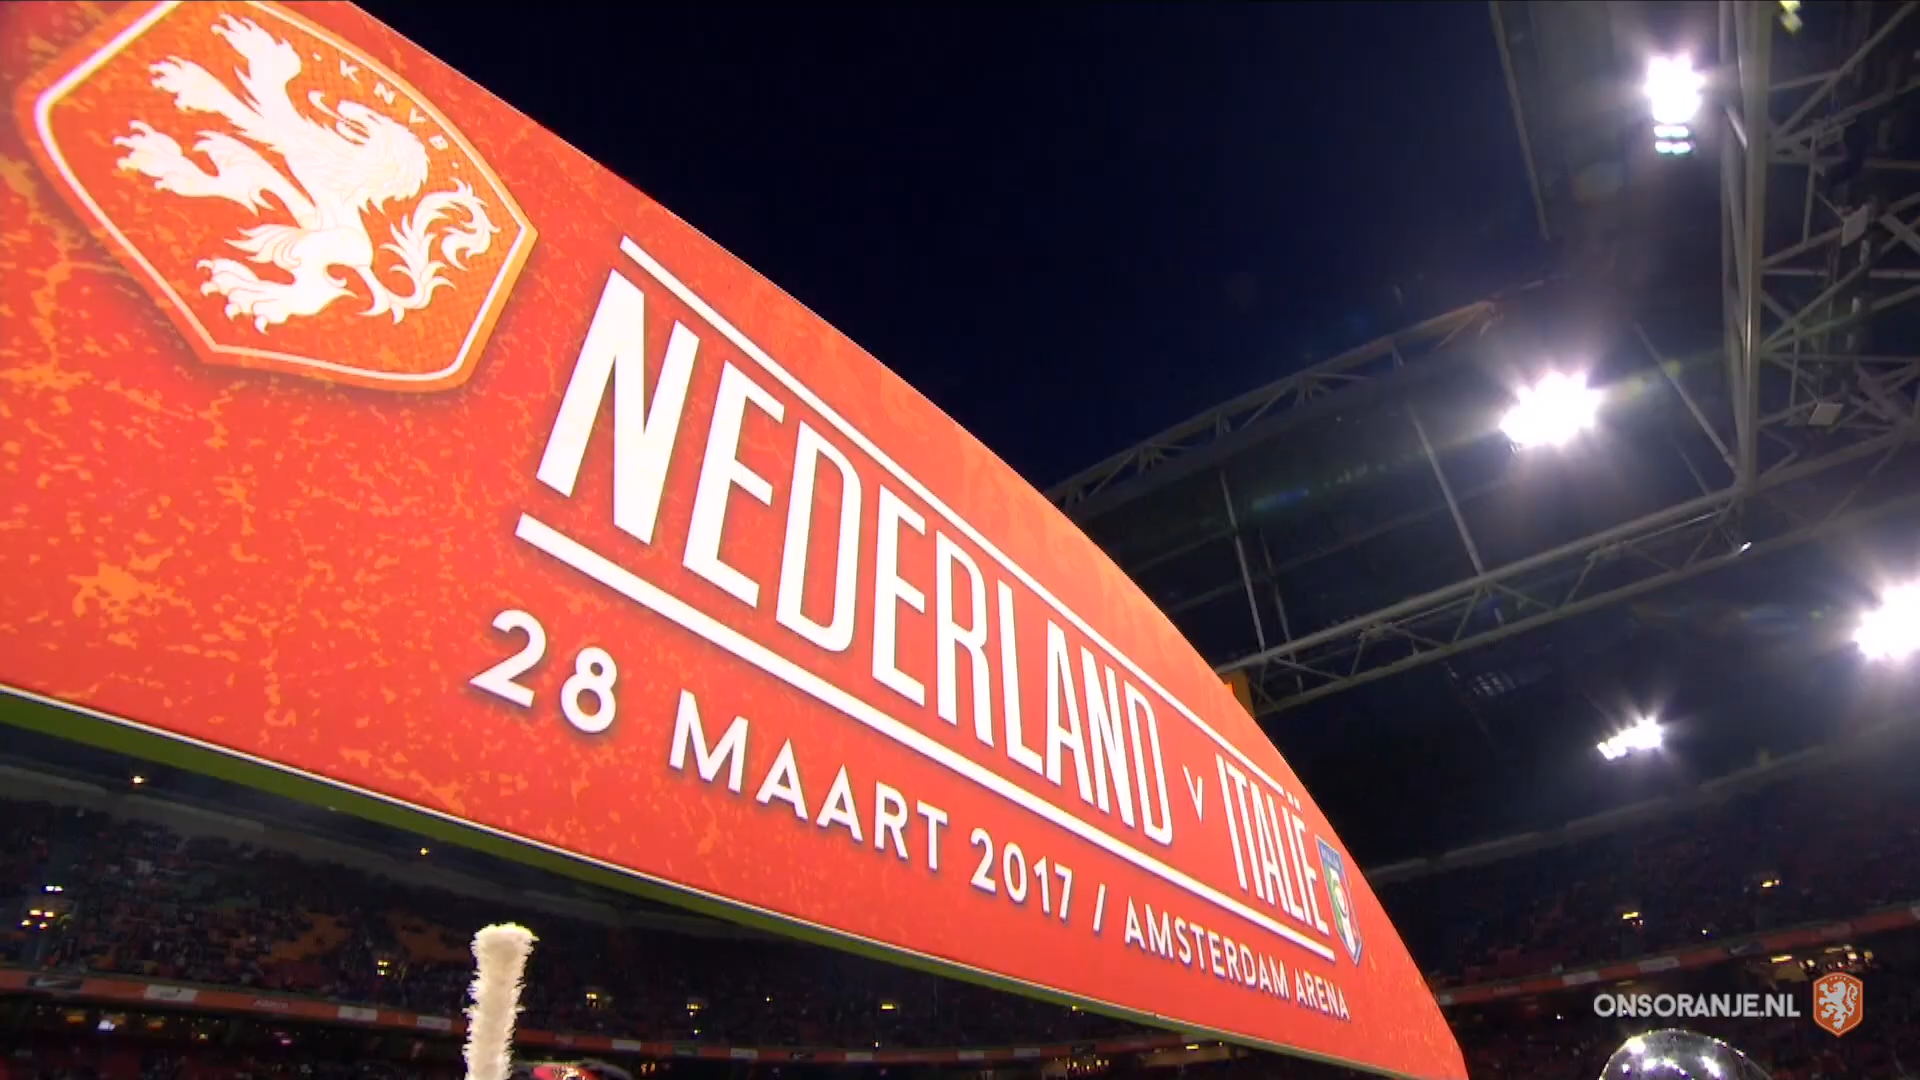 · KNVB ·
NEDERLAND V ITALIË
28 MAART 2017 / AMSTERDAM ARENA
ONSORANJE.NL